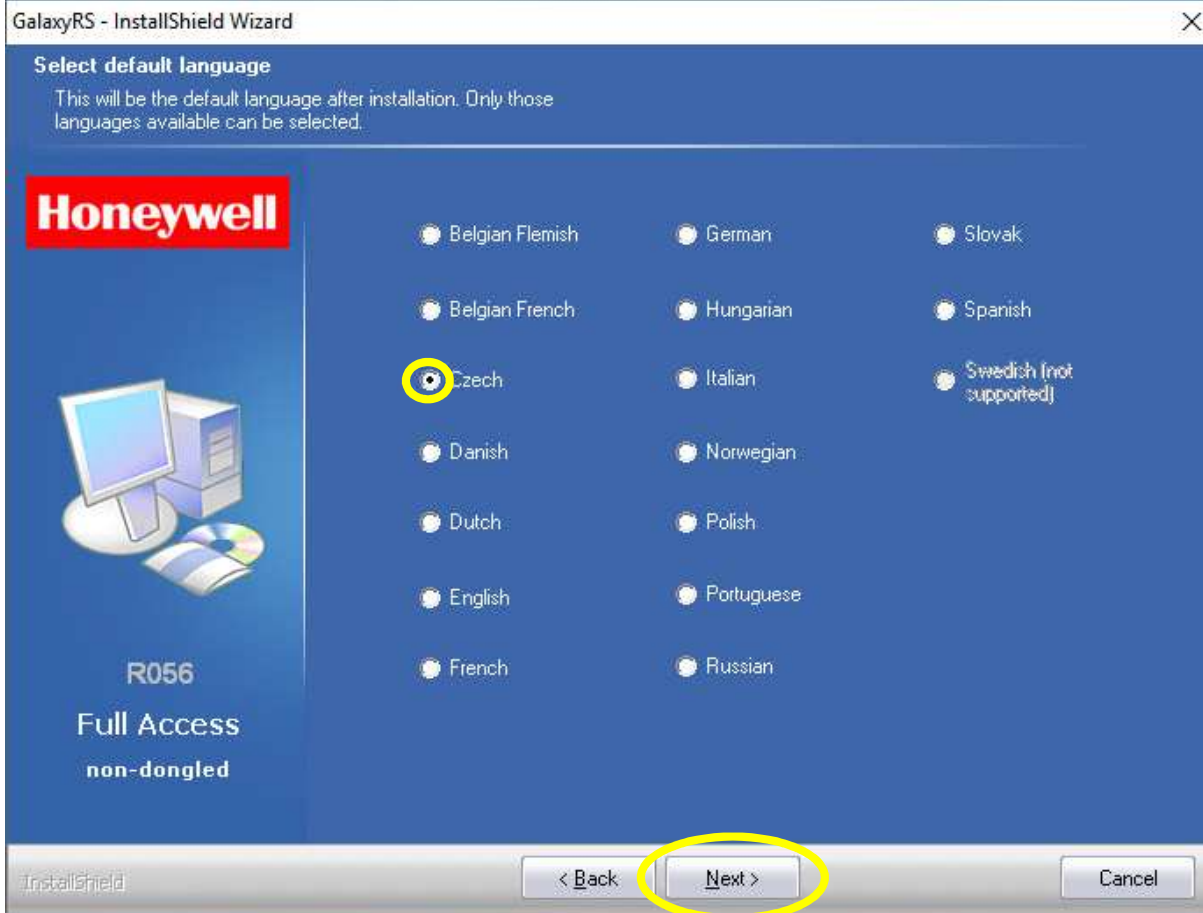 GalaxyRS - InstallShield Wizard
Select default language
This will be the default language after installation. Only those
languages available can be selected.
Honeywell
Belgian Flemish
Belgian French
Czech
Danish
Dutch
English
French
German
Hungarian
Italian
Norwegian
Polish
Portuguese
Russian
Slovak
Spanish
Swedish (not
supported)
R056
Full Access
non-dongled
InstallShield
< Back
Next >
Cancel